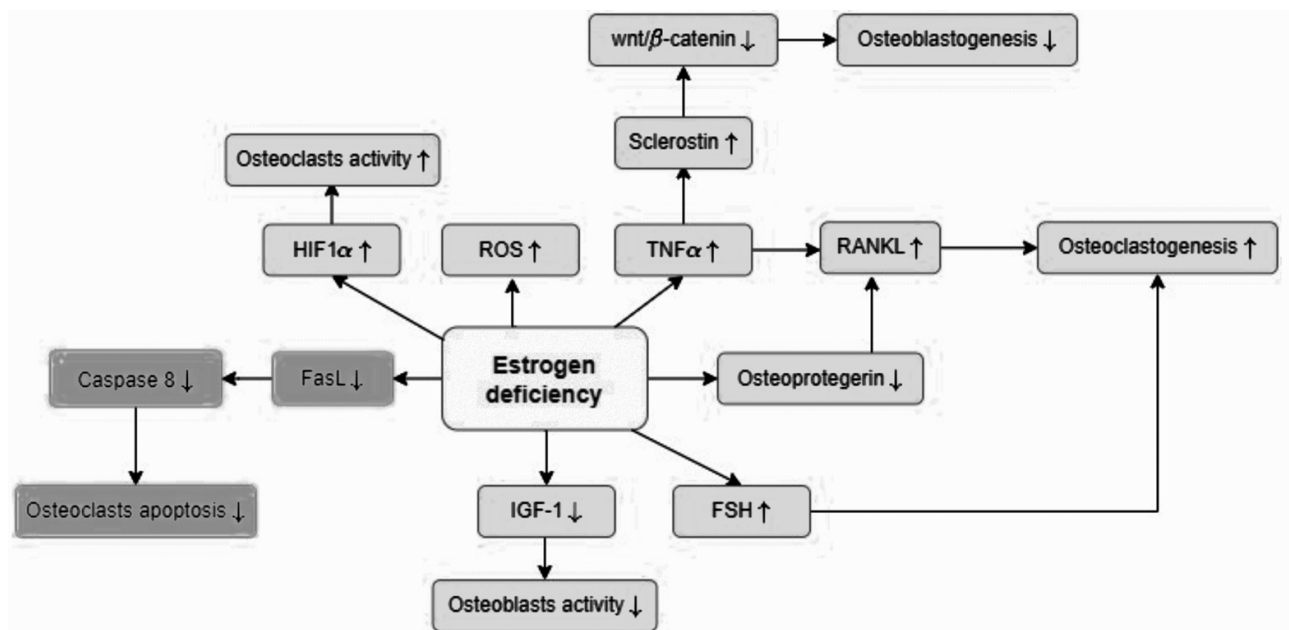 wnt/β-catenin ↓
Osteoblastogenesis ↓
Sclerostin ↑
Osteoclasts activity ↑
HIF1α ↑
ROS ↑
TNFα ↑
RANKL ↑
Osteoclastogenesis ↑
Estrogen
deficiency
Caspase 8 ↓
FasL ↓
Osteoprotegerin ↓
Osteoclasts apoptosis ↓
IGF-1 ↓
FSH ↑
Osteoblasts activity ↓